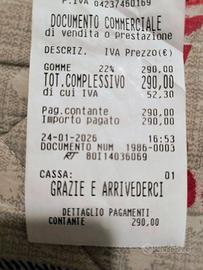 P.IVA 04237460169
DOCUMENTO COMMERCIALE
di vendita o prestazione
DESCRIZ. IVA Prezzo(€)
GOMME 22% 290,00
TOT.COMPLESSIVO 290,00
di cui IVA 52,30
Pag.contante 290,00
Importo pagato 290,00
24-01-2026 16:53
DOCUMENTO NUM 1986-0003
RT 80I14036069
CASSA: 01
GRAZIE E ARRIVEDERCI
DETTAGLIO PAGAMENTI
CONTANTE 290,00